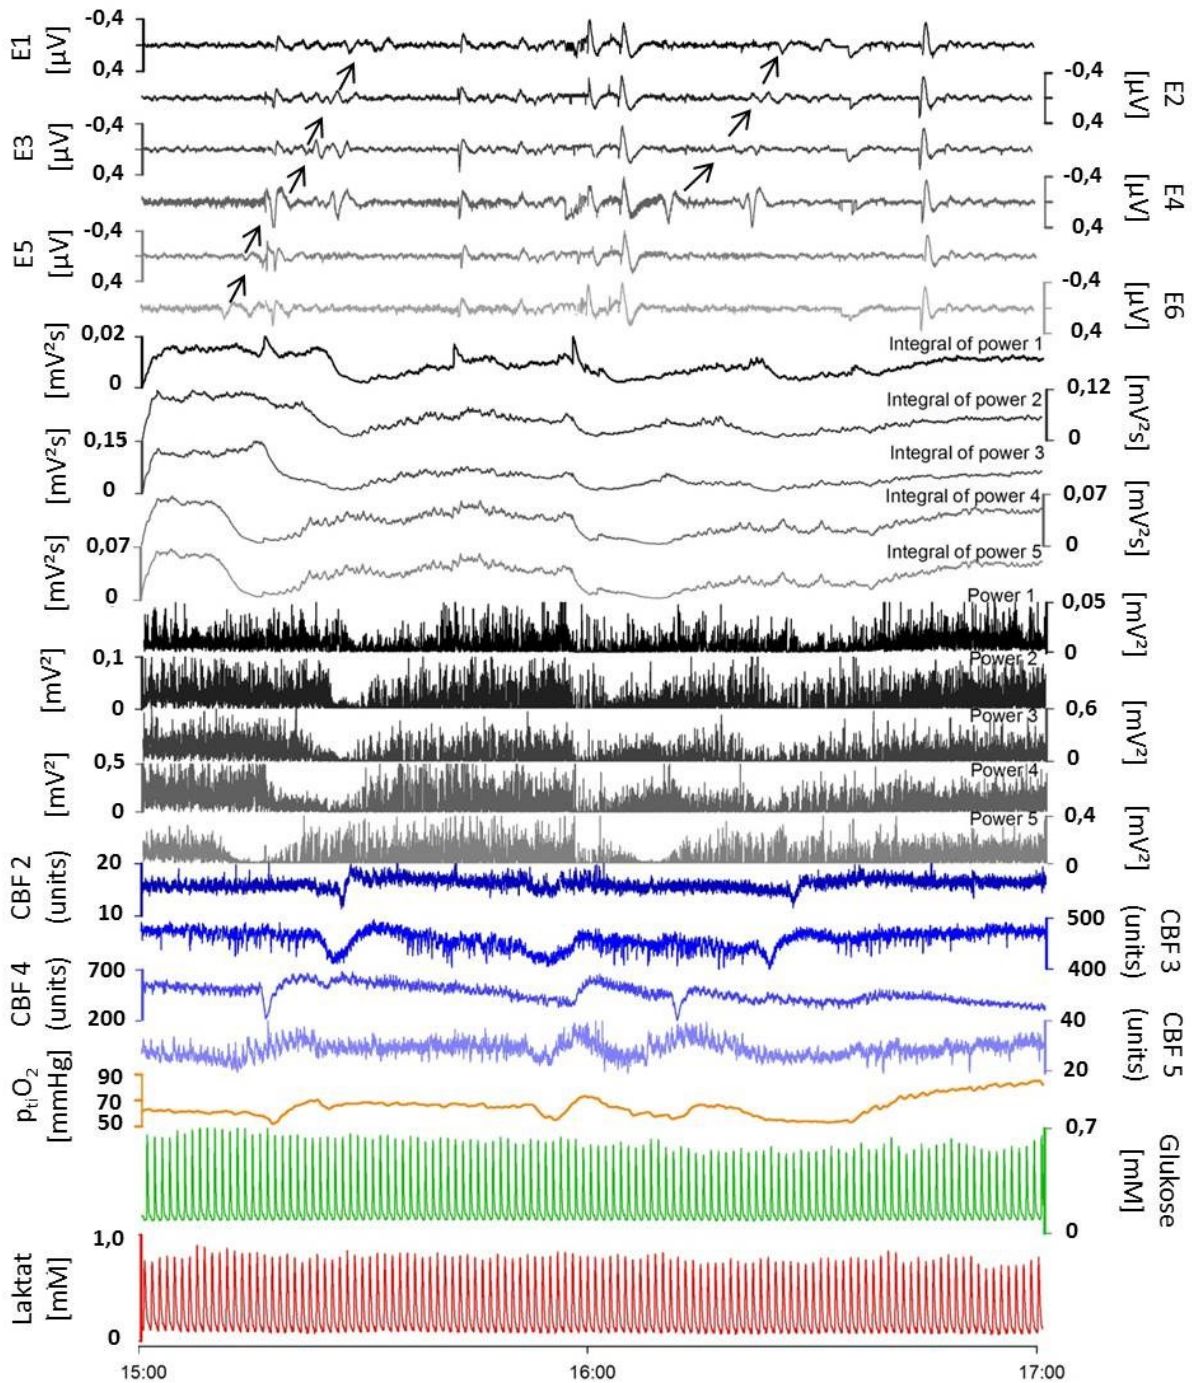 E1
[µV]
-0,4
0,4
-0,4
0,4
[µV]
E2
E3
[µV]
-0,4
0,4
-0,4
0,4
[µV]
E4
E5
[µV]
-0,4
0,4
-0,4
0,4
[µV]
E6
[mV²s]
0,02
0
Integral of power 1
Integral of power 2
0,12
0
[mV²s]
[mV²s]
0,15
0
Integral of power 3
Integral of power 4
0,07
0
[mV²s]
[mV²s]
0,07
0
Integral of power 5
Power 1
0,05
0
[mV²]
[mV²]
0,1
0
Power 2
Power 3
0,6
0
[mV²]
[mV²]
0,5
0
Power 4
Power 5
0,4
0
[mV²]
CBF 2
(units)
20
10
500
400
(units)
CBF 3
CBF 4
(units)
700
200
40
20
(units)
CBF 5
ptiO2
[mmHg]
90
70
50
0,7
0
Glukose
[mM]
Laktat
[mM]
1,0
0
15:00
16:00
17:00